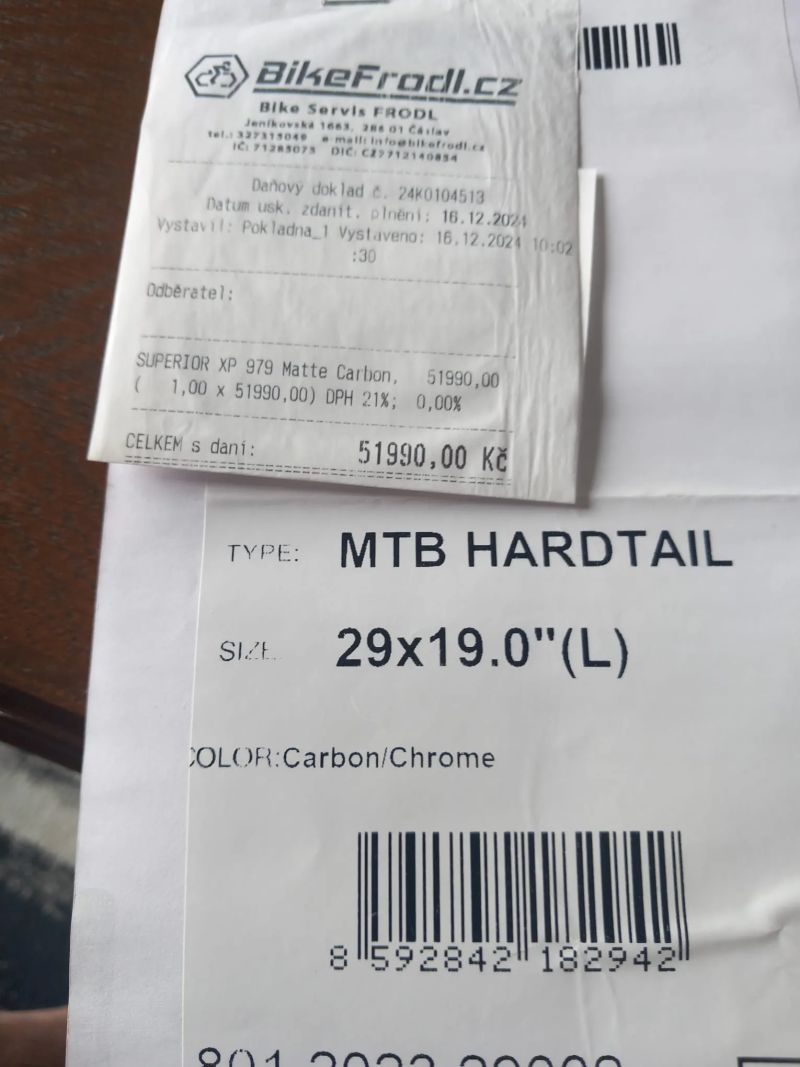 BikeFrodl.cz
Bike Servis FRODL
Jeníkovská 1663, 286 01 Čáslav
tel.: 327315049 e-mail: info@bikefrodl.cz
IČ: 71285075 DIČ: CZ7712140854
Daňový doklad č. 24K0104513
Datum usk. zdanit. plnění: 16.12.2024
Vystavil: Pokladna_1 Vystaveno: 16.12.2024 10:02
:30
Odběratel:
SUPERIOR XP 979 Matte Carbon, 51990,00
( 1,00 x 51990,00) DPH 21%; 0,00%
CELKEM s daní: 51990,00 Kč
TYPE: MTB HARDTAIL
SIZE: 29x19.0"(L)
COLOR:Carbon/Chrome
8 592842 182942